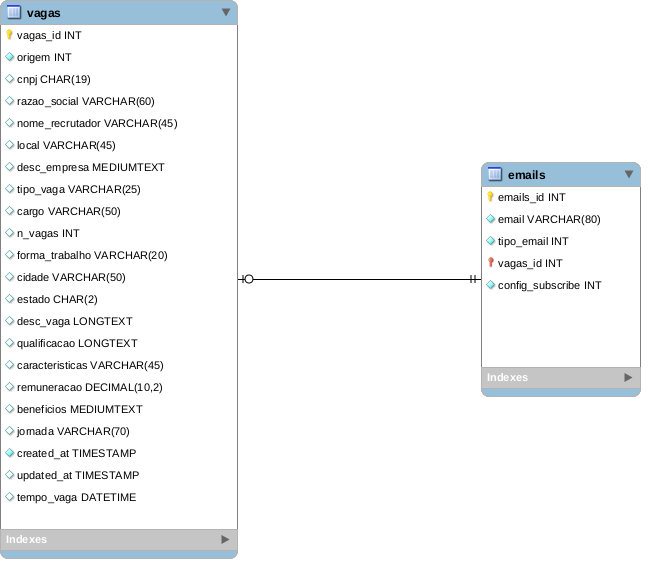 vagas
vagas_id INT
origem INT
cnpj CHAR(19)
razao_social VARCHAR(60)
nome_recrutador VARCHAR(45)
local VARCHAR(45)
desc_empresa MEDIUMTEXT
tipo_vaga VARCHAR(25)
cargo VARCHAR(50)
n_vagas INT
forma_trabalho VARCHAR(20)
cidade VARCHAR(50)
estado CHAR(2)
desc_vaga LONGTEXT
qualificacao LONGTEXT
caracteristicas VARCHAR(45)
remuneracao DECIMAL(10,2)
beneficios MEDIUMTEXT
jornada VARCHAR(70)
created_at TIMESTAMP
updated_at TIMESTAMP
tempo_vaga DATETIME
Indexes
emails
emails_id INT
email VARCHAR(80)
tipo_email INT
vagas_id INT
config_subscribe INT
Indexes